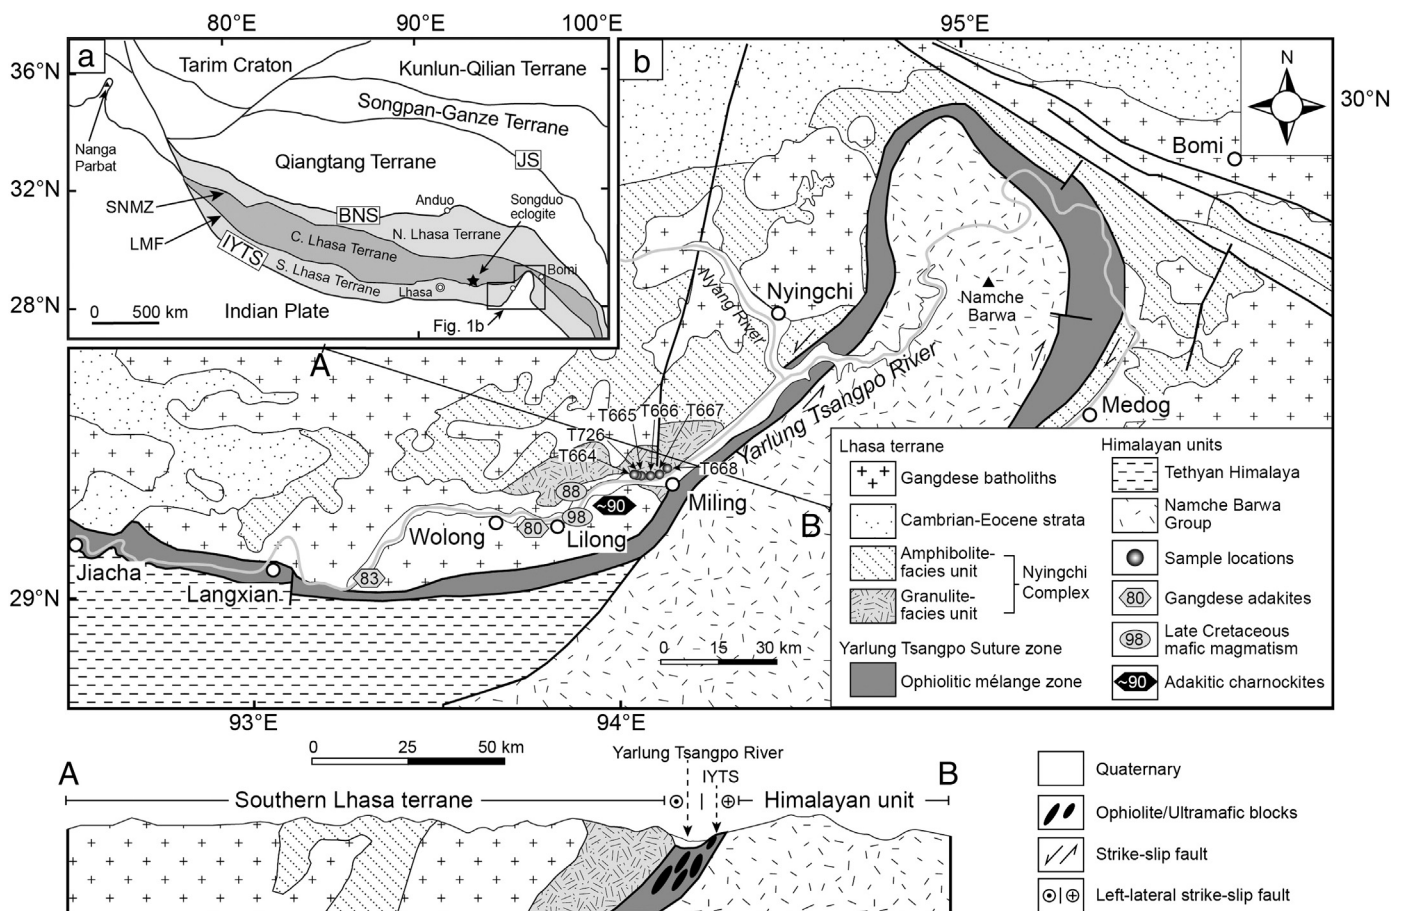 80°E
90°E
100°E
95°E
a
b
N
36°N
32°N
28°N
30°N
29°N
Tarim Craton
Kunlun-Qilian Terrane
Songpan-Ganze Terrane
Nanga
Parbat
Qiangtang Terrane
JS
SNMZ
LMF
Anduo
Songduo
eclogite
BNS
N. Lhasa Terrane
C. Lhasa Terrane
IYTS
S. Lhasa Terrane
Lhasa
Bomi
0 500 km
Indian Plate
Fig. 1b
Bomi
Nyang River
Nyingchi
Namche
Barwa
Yarlung Tsangpo River
Medog
A
T665
T666
T667
T726
T664
T668
88
~90
98
80
83
Miling
Wolong
Lilong
B
Jiacha
Langxian
0 15 30 km
Lhasa terrane
Gangdese batholiths
Cambrian-Eocene strata
Amphibolite-
facies unit
Granulite-
facies unit
Nyingchi
Complex
Yarlung Tsangpo Suture zone
Ophiolitic mélange zone
Himalayan units
Tethyan Himalaya
Namche Barwa
Group
Sample locations
80
Gangdese adakites
98
Late Cretaceous
mafic magmatism
~90
Adakitic charnockites
93°E
94°E
0 25 50 km
Yarlung Tsangpo River
IYTS
A
B
Southern Lhasa terrane
Himalayan unit
Quaternary
Ophiolite/Ultramafic blocks
Strike-slip fault
Left-lateral strike-slip fault